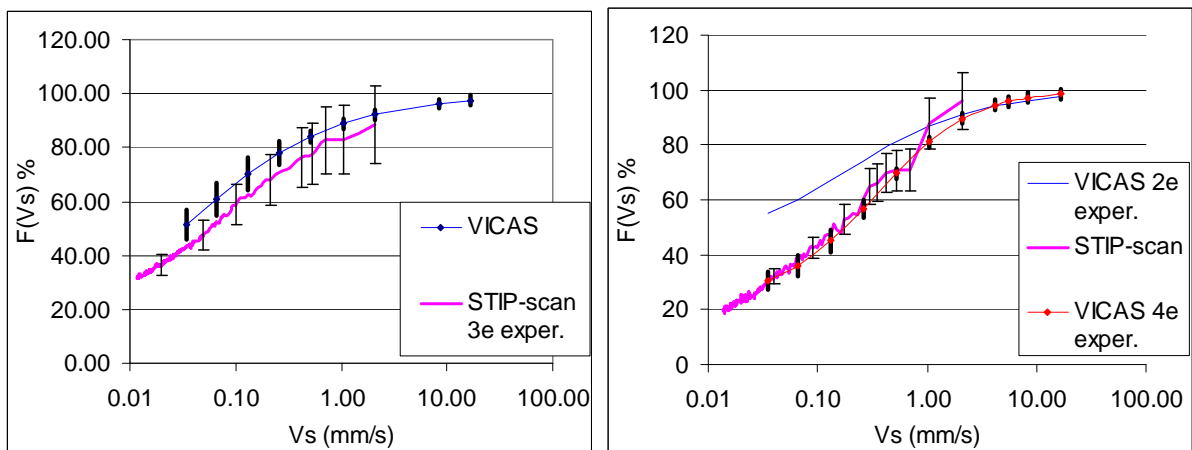 120.00
100.00
80.00
60.00
40.00
20.00
0.00
F(Vs) %
0.01 0.10 1.00 10.00 100.00
Vs (mm/s)
VICAS
STIP-scan
3e exper.
120
100
80
60
40
20
0
F(Vs) %
0.01 0.10 1.00 10.00 100.00
Vs (mm/s)
VICAS 2e
exper.
STIP-scan
VICAS 4e
exper.